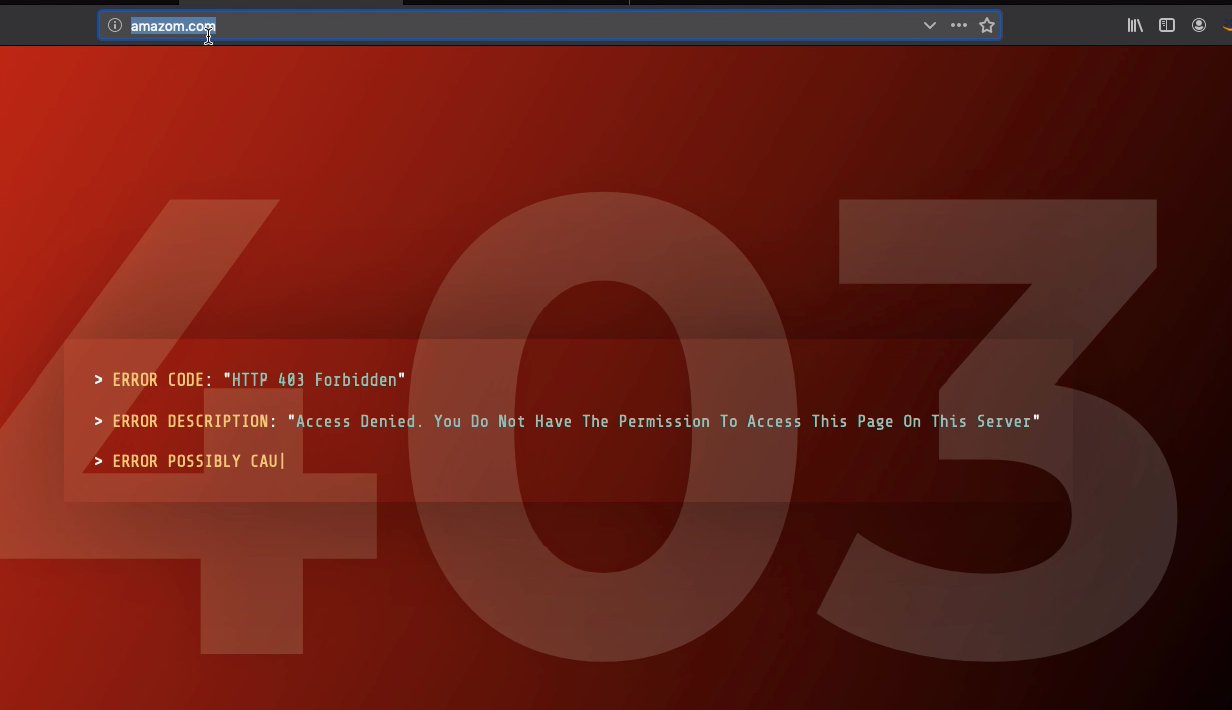 amazom.com
403
> ERROR CODE: "HTTP 403 Forbidden"
> ERROR DESCRIPTION: "Access Denied. You Do Not Have The Permission To Access This Page On This Server"
> ERROR POSSIBLY CAU|